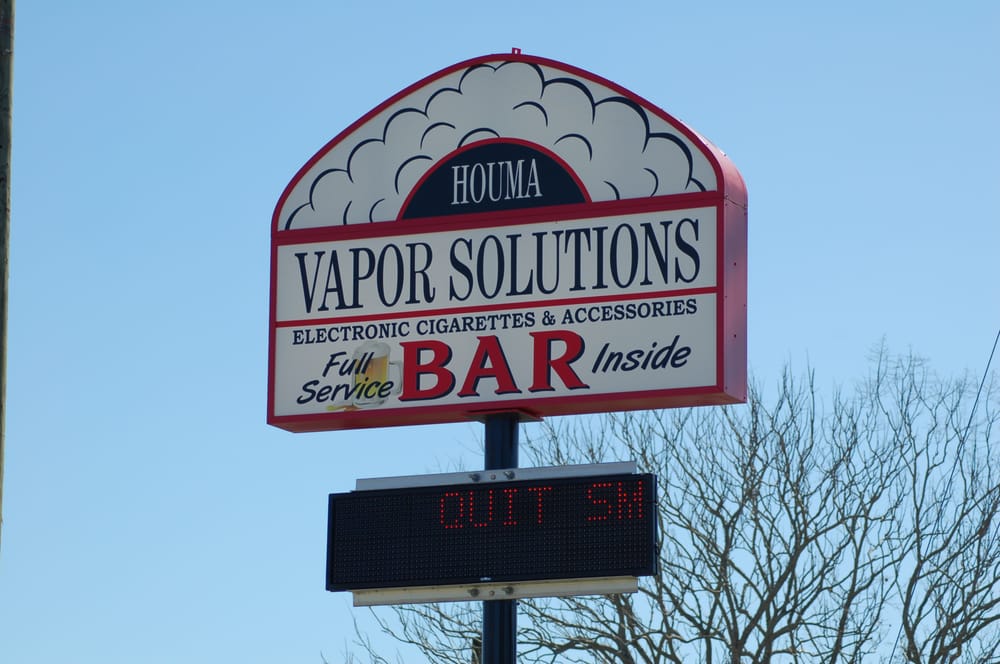 HOUMA
VAPOR SOLUTIONS
ELECTRONIC CIGARETTES & ACCESSORIES
Full Service BAR Inside
QUIT SM